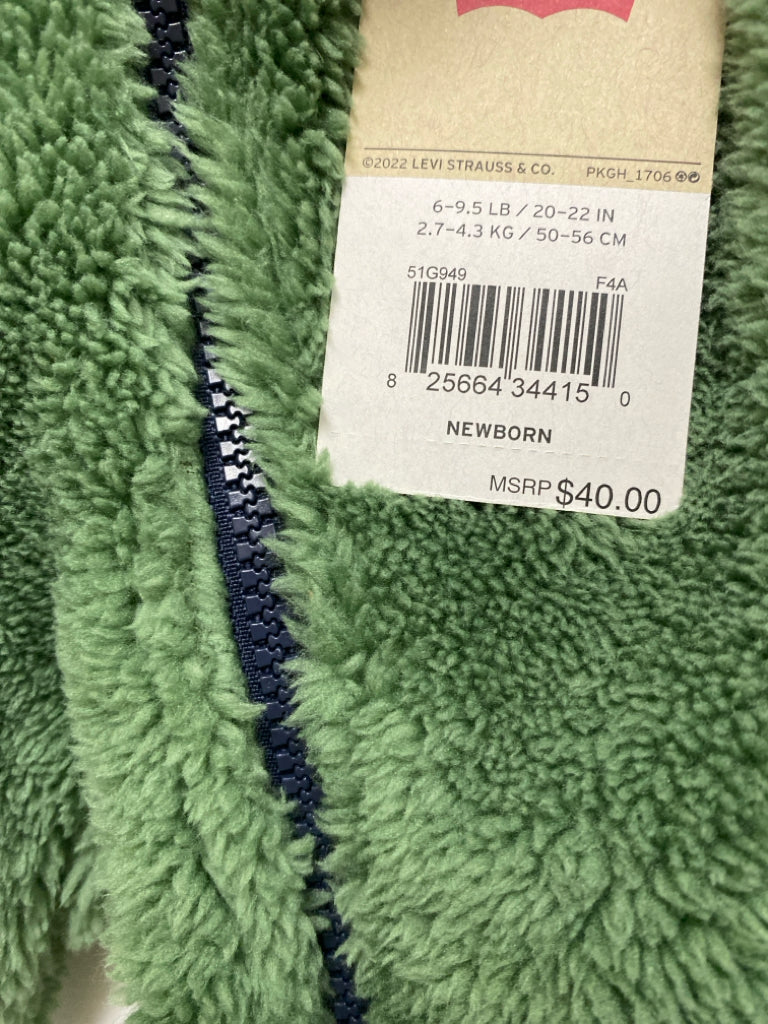 ©2022 LEVI STRAUSS & CO. PKGH_1706
6-9.5 LB / 20-22 IN
2.7-4.3 KG / 50-56 CM
51G949 F4A
8 25664 34415 0
NEWBORN
MSRP $40.00